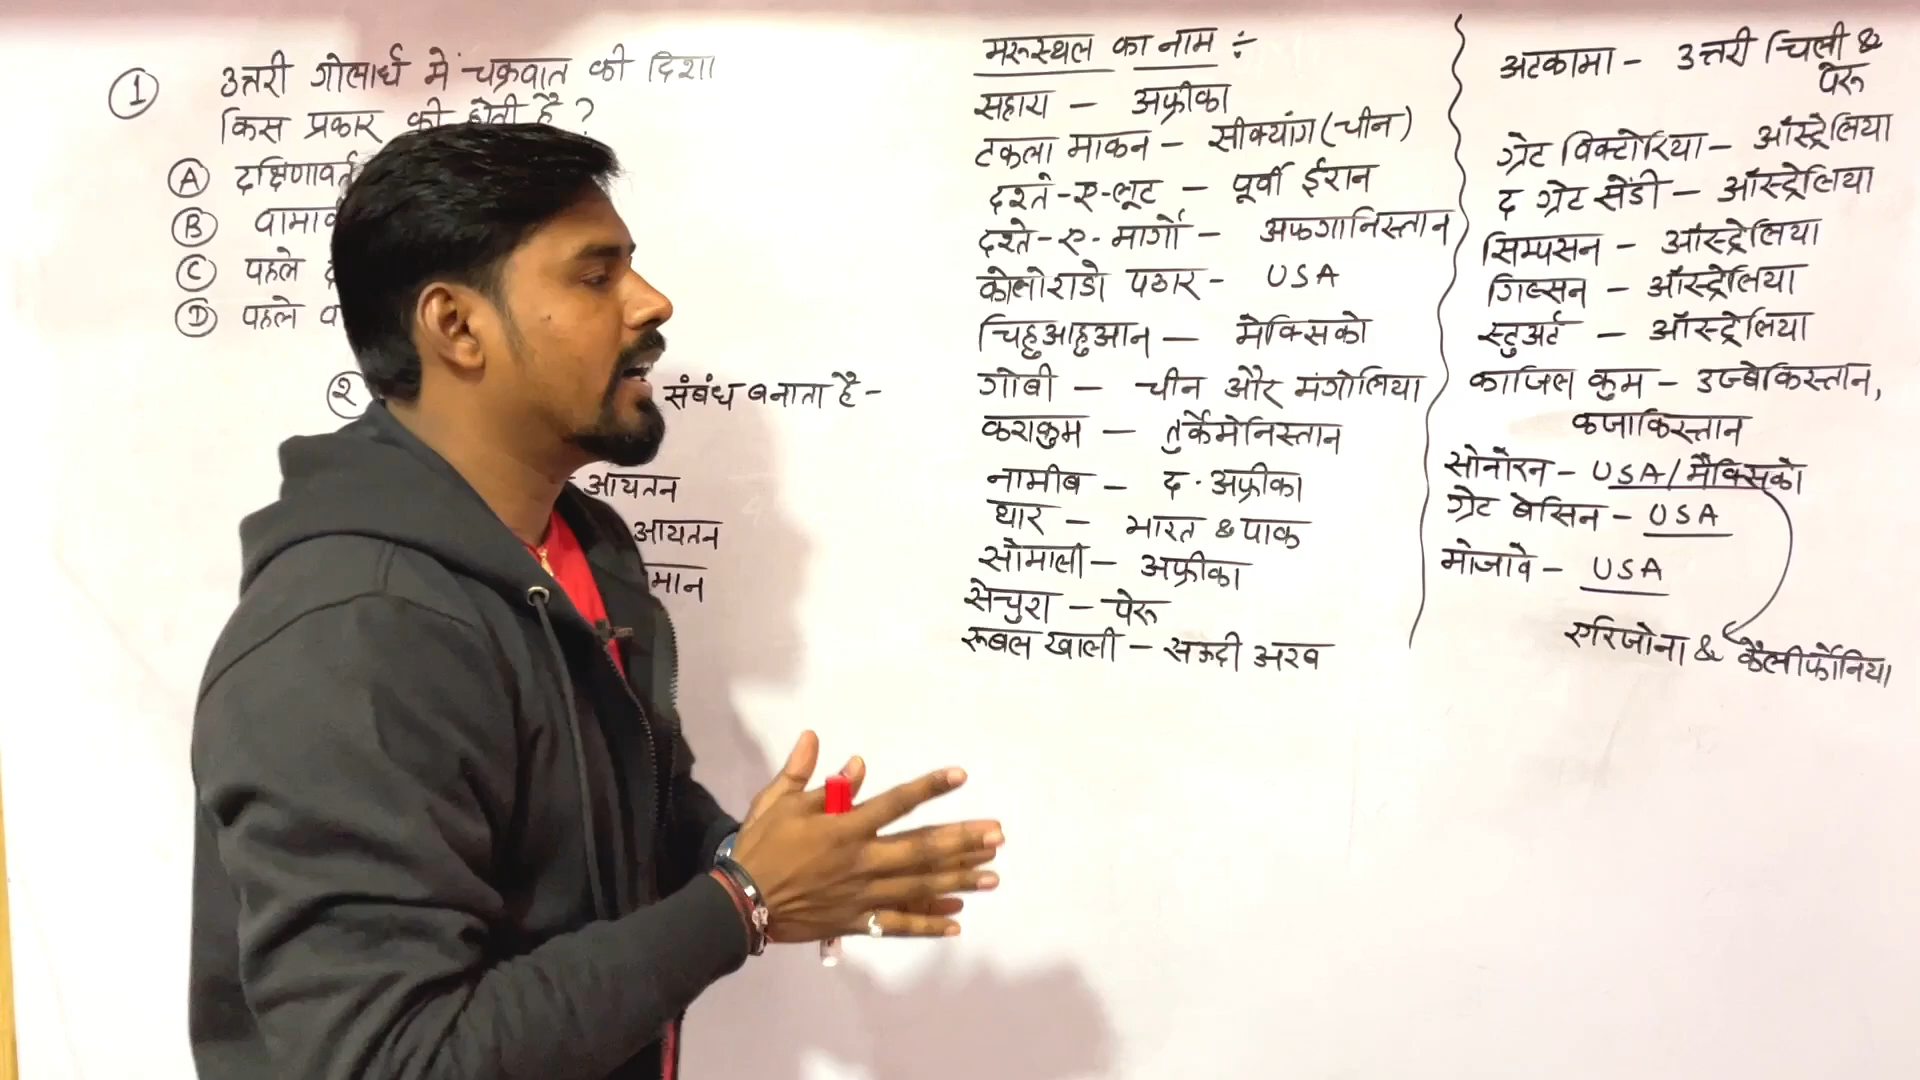 ① उत्तरी गोलार्ध में चक्रवात की दिशा
किस प्रकार की होती है ?
Ⓐ दक्षिणावर्त
Ⓑ
Ⓒ पहले
Ⓓ पहले
२ संबंध बनाता है -
- आयतन
आयतन
मरूस्थल का नाम ÷
सहारा - अफ्रीका
टकला माकन - सीक्यांग (चीन)
दश्ते-ए-लूट - पूर्वी ईरान
दश्ते-ए-मार्गो - अफगानिस्तान
कोलोराडो पठार - USA
चिहुआहुआन - मेक्सिको
गोबी - चीन और मंगोलिया
कराकुम - तुर्कमेनिस्तान
नामीब - द. अफ्रीका
थार - भारत & पाक
सोमाली - अफ्रीका
सेचुरा - पेरू
रूबल खाली - सऊदी अरब
अटकामा - उत्तरी चिली &
पेरू
ग्रेट विक्टोरिया - ऑस्ट्रेलिया
द ग्रेट सेंडी - ऑस्ट्रेलिया
सिम्पसन - ऑस्ट्रेलिया
गिब्सन - ऑस्ट्रेलिया
स्टुअर्ट - ऑस्ट्रेलिया
काजिल कुम - उज्बेकिस्तान,
कजाकिस्तान
सोनोरन - USA/मैक्सिको
ग्रेट बेसिन - USA
मोजावे - USA
एरिजोना & कैलीफोर्निया